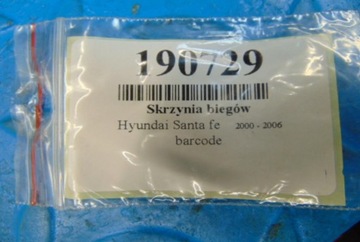 190729
Skrzynia biegów
Hyundai Santa fe 2000 - 2006
barcode